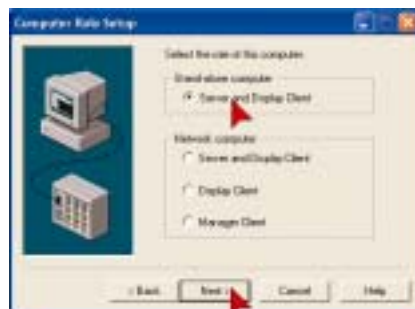 Computer Role Setup
Select the role of this computer.
Stand-alone computer
Server and Display Client
Network computer
Server and Display Client
Display Client
Manager Client
< Back
Next >
Cancel
Help